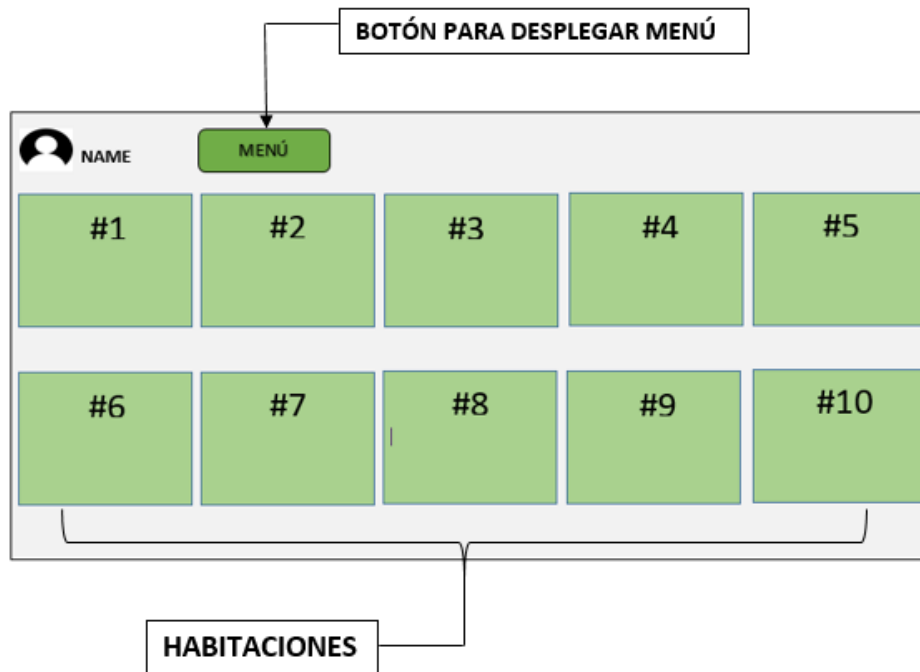 BOTÓN PARA DESPLEGAR MENÚ
NAME
MENÚ
#1
#2
#3
#4
#5
#6
#7
#8
#9
#10
HABITACIONES